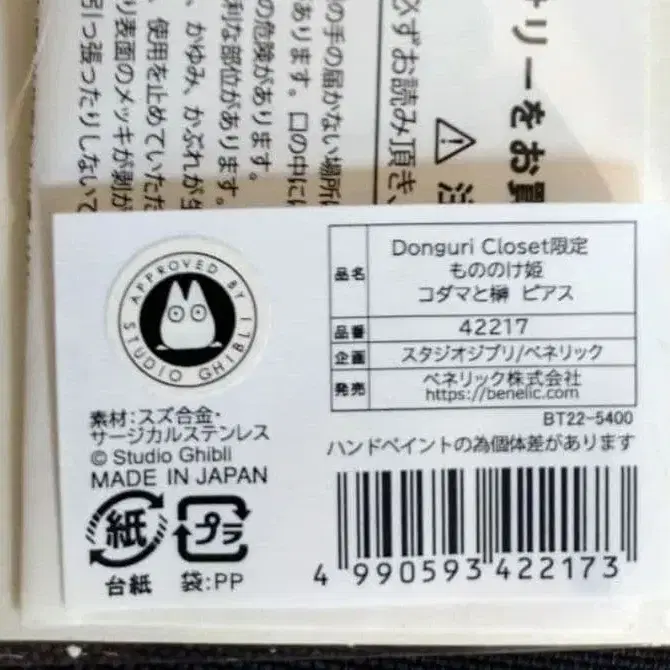 サリーをお買
⚠ 注
必ずお読み頂き、
の手の届かない場所に
あります。口の中に
の危険があります。
利な部位があります。
、かゆみ、かぶれが生
、使用を止めていただ
り表面のメッキが剥が
引っ張ったりしないで
APPROVED BY
STUDIO GHIBLI
品名 Donguri Closet限定
もののけ姫
コダマと榊 ピアス
品番 42217
企画 スタジオジブリ/ベネリック
発売 ベネリック株式会社
https://benelic.com
BT22-5400
ハンドペイントの為個体差があります
素材:スズ合金・
サージカルステンレス
© Studio Ghibli
MADE IN JAPAN
紙 プラ
台紙 袋:PP
4 990593 422173